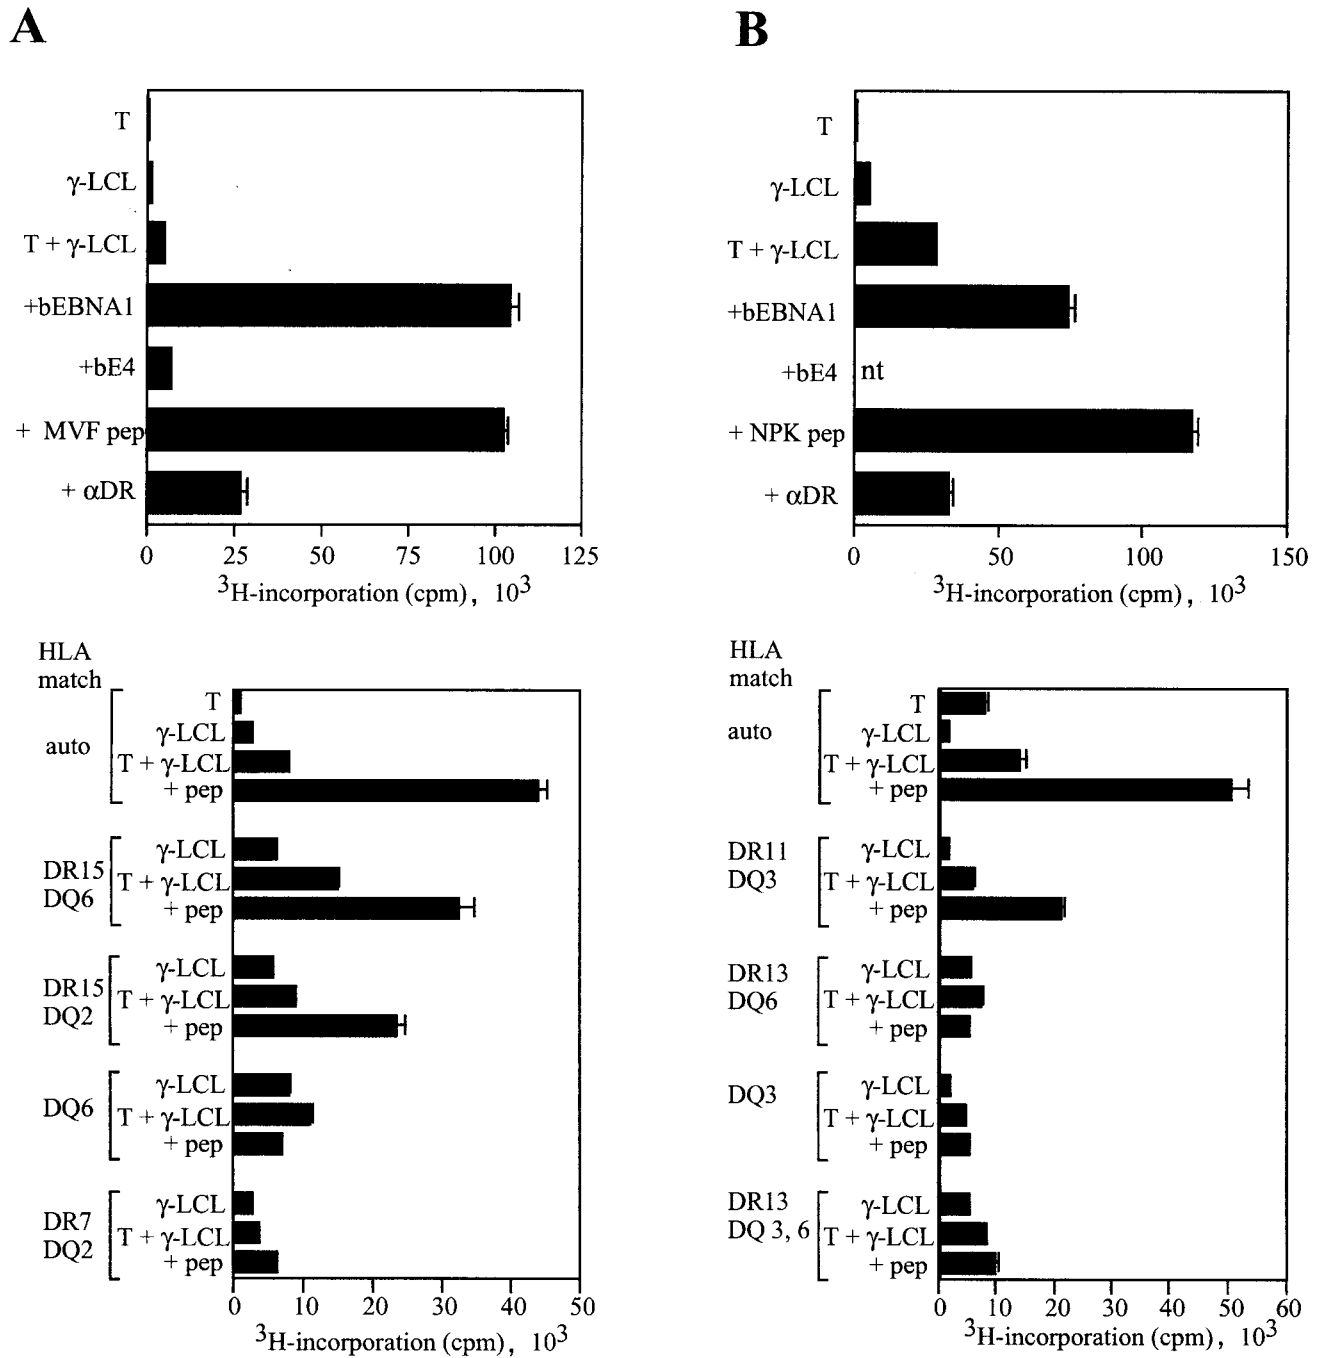 A
T
γ-LCL
T + γ-LCL
+bEBNA1
+bE4
+ MVF pep
+ αDR
0 25 50 75 100 125
³H-incorporation (cpm), 10³
HLA
match
auto
T
γ-LCL
T + γ-LCL
+ pep
DR15
DQ6
γ-LCL
T + γ-LCL
+ pep
DR15
DQ2
γ-LCL
T + γ-LCL
+ pep
DQ6
γ-LCL
T + γ-LCL
+ pep
DR7
DQ2
γ-LCL
T + γ-LCL
+ pep
0 10 20 30 40 50
³H-incorporation (cpm), 10³
B
T
γ-LCL
T + γ-LCL
+bEBNA1
+bE4 nt
+ NPK pep
+ αDR
0 50 100 150
³H-incorporation (cpm), 10³
HLA
match
auto
T
γ-LCL
T + γ-LCL
+ pep
DR11
DQ3
γ-LCL
T + γ-LCL
+ pep
DR13
DQ6
γ-LCL
T + γ-LCL
+ pep
DQ3
γ-LCL
T + γ-LCL
+ pep
DR13
DQ 3, 6
γ-LCL
T + γ-LCL
+ pep
0 10 20 30 40 50 60
³H-incorporation (cpm), 10³